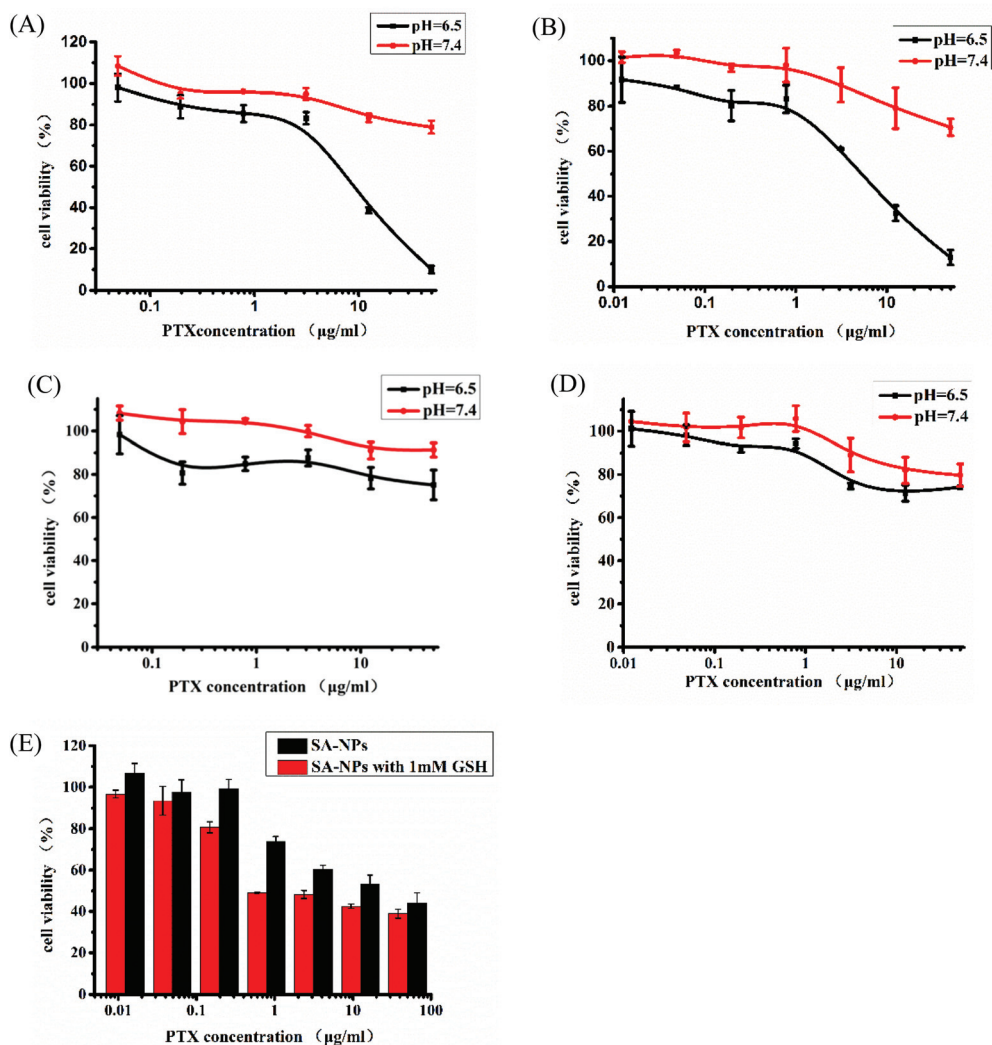 (A)
pH=6.5
pH=7.4
120
100
80
60
40
20
0
cell viability (%)
0.1
1
10
PTXconcentration (μg/ml)
(B)
pH=6.5
pH=7.4
100
80
60
40
20
0
cell viability (%)
0.01
0.1
1
10
PTX concentration (μg/ml)
(C)
pH=6.5
pH=7.4
100
80
60
40
20
0
cell viability (%)
0.1
1
10
PTX concentration (μg/ml)
(D)
pH=6.5
pH=7.4
100
80
60
40
20
0
cell viability (%)
0.01
0.1
1
10
PTX concentration (μg/ml)
(E)
SA-NPs
SA-NPs with 1mM GSH
120
100
80
60
40
20
0
cell viability (%)
0.01
0.1
1
10
100
PTX concentration (μg/ml)